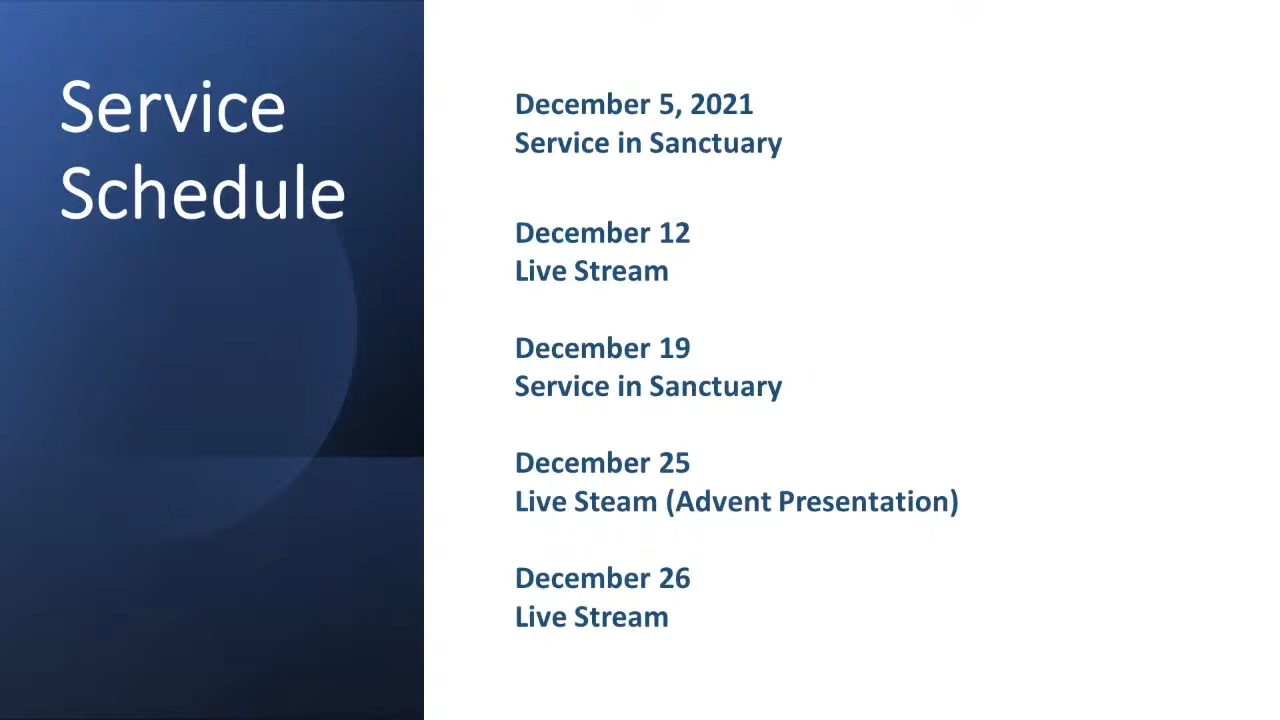 Service
Schedule
December 5, 2021
Service in Sanctuary
December 12
Live Stream
December 19
Service in Sanctuary
December 25
Live Steam (Advent Presentation)
December 26
Live Stream